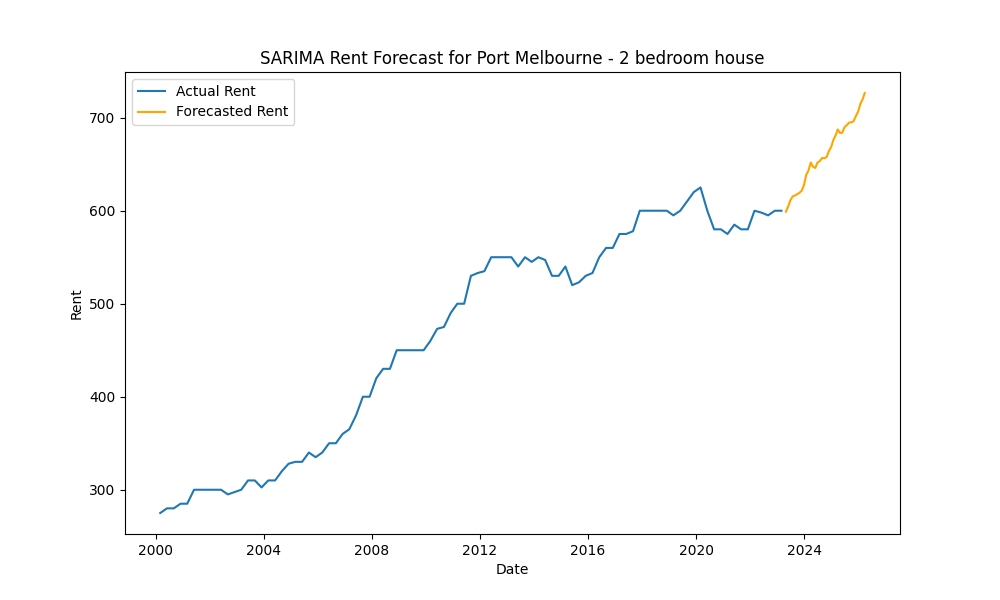 SARIMA Rent Forecast for Port Melbourne - 2 bedroom house
Actual Rent
Forecasted Rent
700
600
500
400
300
Rent
2000 2004 2008 2012 2016 2020 2024
Date